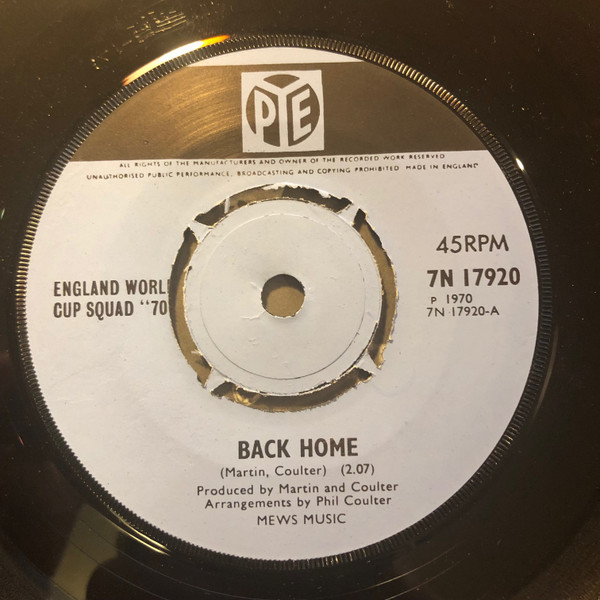 PYE
ALL RIGHTS OF THE MANUFACTURERS AND OWNER OF THE RECORDED WORK RESERVED
UNAUTHORISED PUBLIC PERFORMANCE, BROADCASTING AND COPYING PROHIBITED MADE IN ENGLAND
45RPM
ENGLAND WORL
CUP SQUAD "70
7N 17920
P 1970
7N 17920-A
BACK HOME
(Martin, Coulter) (2.07)
Produced by Martin and Coulter
Arrangements by Phil Coulter
MEWS MUSIC